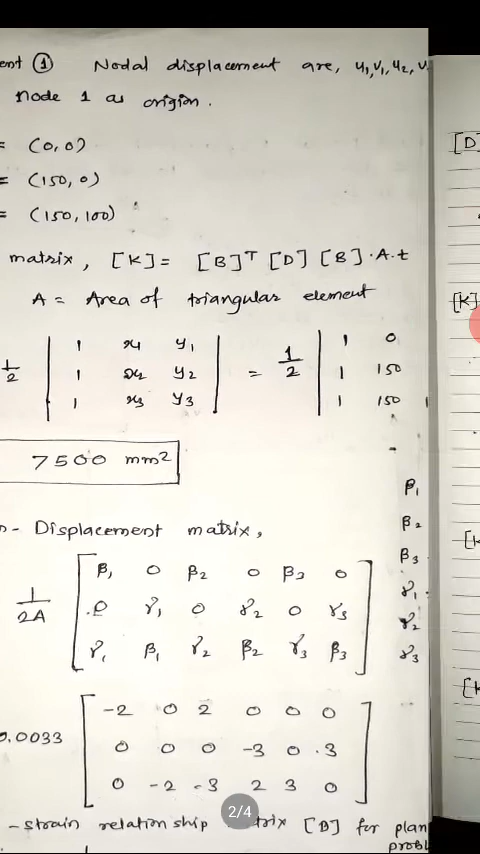 ent ① Nodal displacement are, u1, v1, u2, v
Node 1 as origin.
= (0,0)
= (150,0)
= (150,100)
matrix, [K] = [B]ᵀ [D] [B].A.t
A = Area of triangular element
1/2 | 1 x1 y1 | = 1/2 | 1 0
| 1 x2 y2 | | 1 150
| 1 x3 y3 | | 1 150
7500 mm²
n - Displacement matrix,
1/2A [ β1 0 β2 0 β3 0 ]
[ 0 γ1 0 γ2 0 γ3 ]
[ γ1 β1 γ2 β2 γ3 β3 ]
β1
β2
β3
γ1
γ2
γ3
0.0033 [ -2 0 2 0 0 0 ]
[ 0 0 0 -3 0 3 ]
[ 0 -2 -3 2 3 0 ]
2/4
- strain relationship trix [D] for plan
probl
[D]
[K]
[K
[K